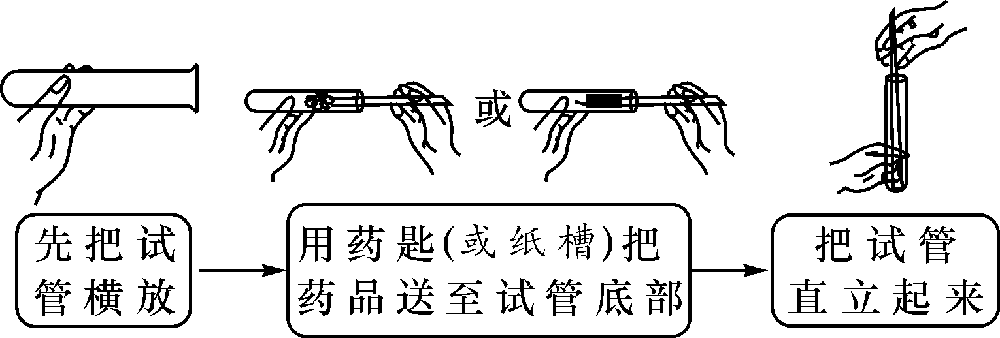 或
先把试
管横放
用药匙(或纸槽)把
药品送至试管底部
把试管
直立起来